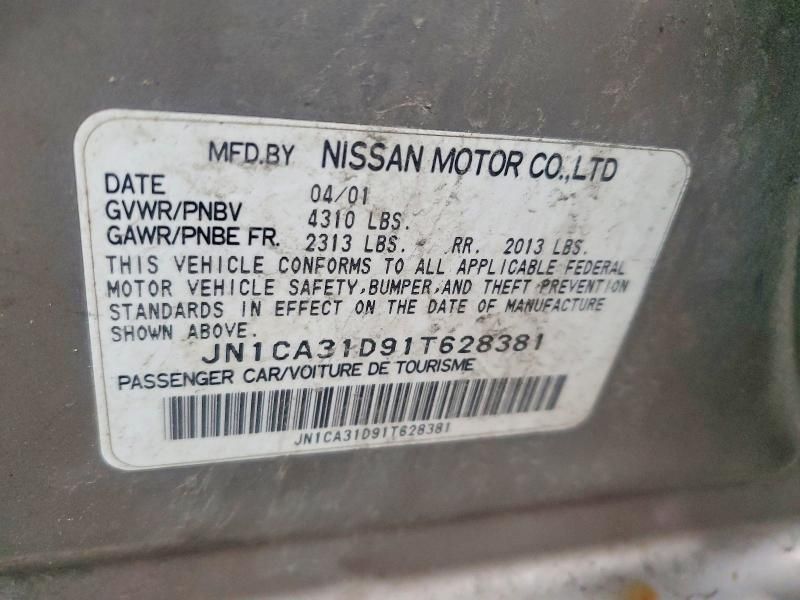 MFD.BY NISSAN MOTOR CO.,LTD
DATE 04/01
GVWR/PNBV 4310 LBS.
GAWR/PNBE FR. 2313 LBS. RR. 2013 LBS.
THIS VEHICLE CONFORMS TO ALL APPLICABLE FEDERAL
MOTOR VEHICLE SAFETY,BUMPER,AND THEFT PREVENTION
STANDARDS IN EFFECT ON THE DATE OF MANUFACTURE
SHOWN ABOVE.
JN1CA31D91T628381
PASSENGER CAR/VOITURE DE TOURISME
JN1CA31D91T628381